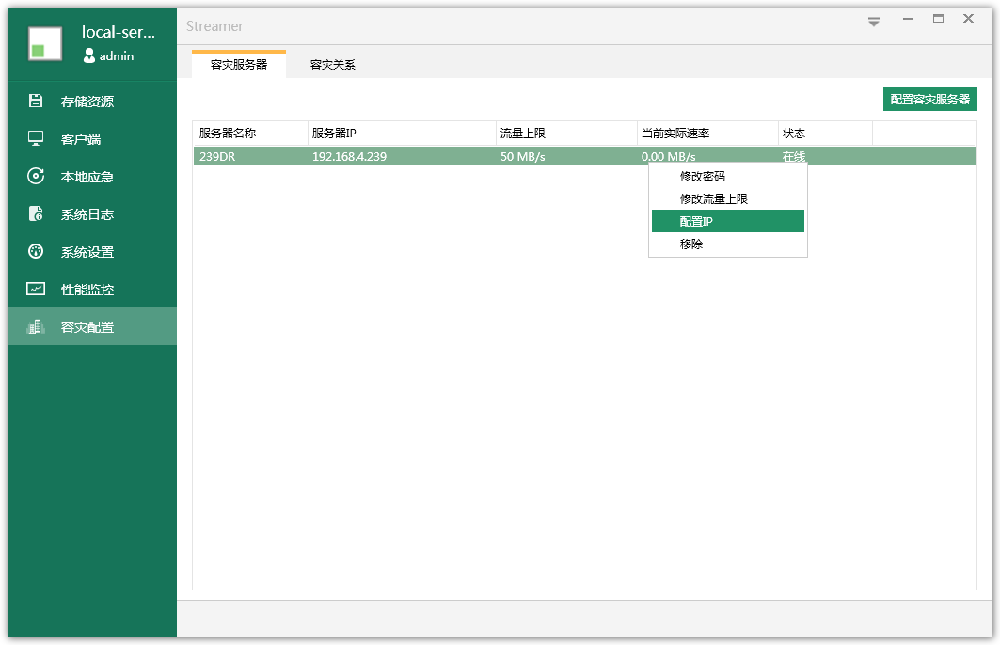 local-ser...
admin
存储资源
客户端
本地应急
系统日志
系统设置
性能监控
容灾配置
Streamer
容灾服务器 容灾关系
配置容灾服务器
服务器名称 服务器IP 流量上限 当前实际速率 状态
239DR 192.168.4.239 50 MB/s 0.00 MB/s 在线
修改密码
修改流量上限
配置IP
移除